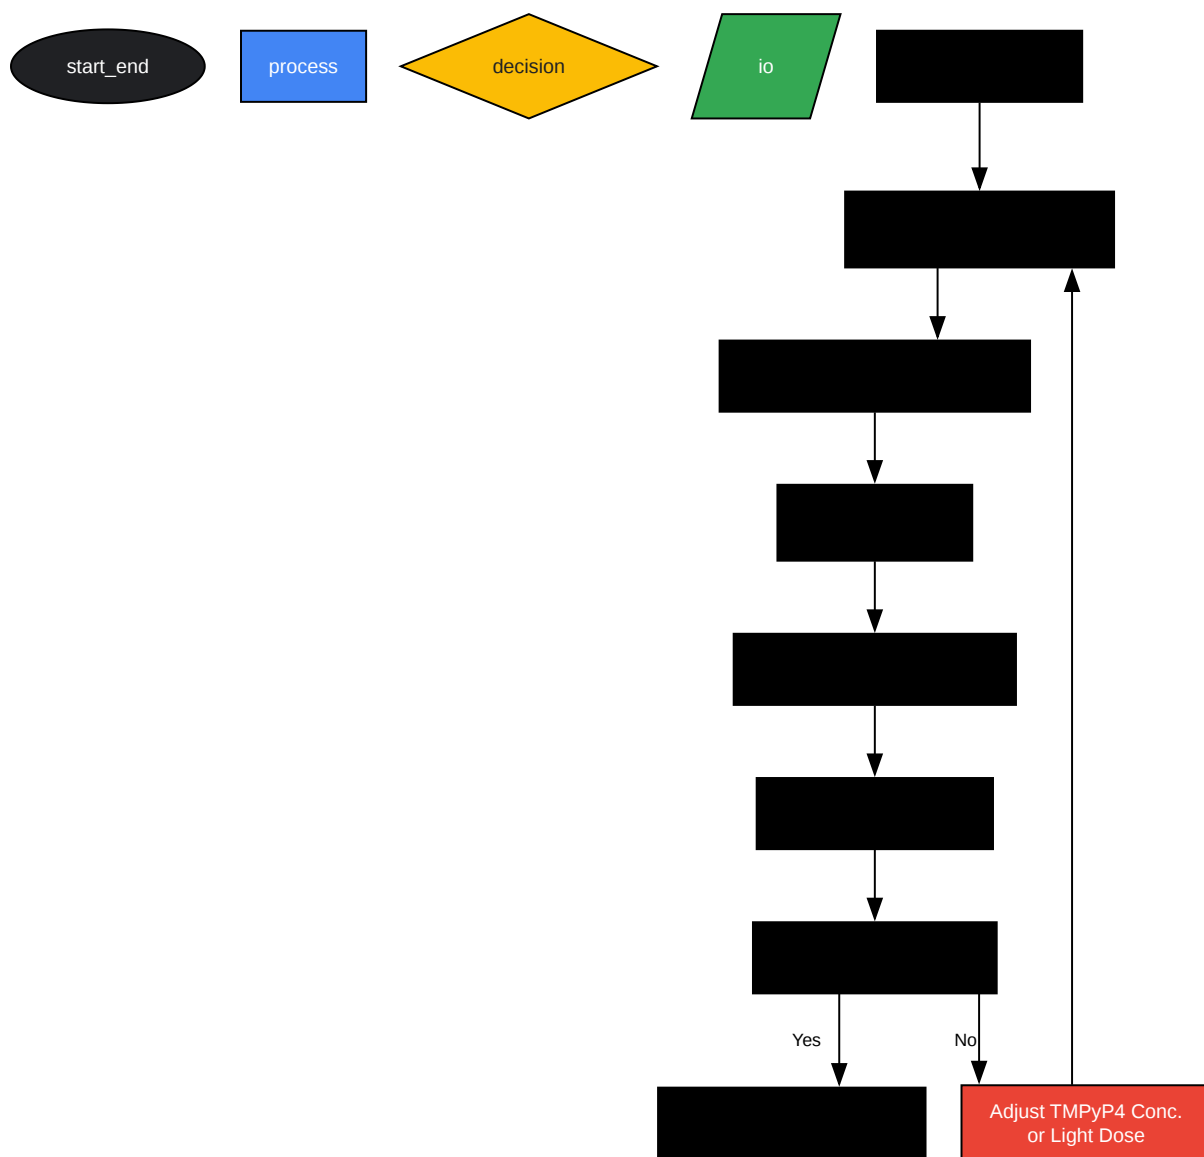 start_end
process
decision
io
Yes
No
Adjust TMPyP4 Conc.
or Light Dose